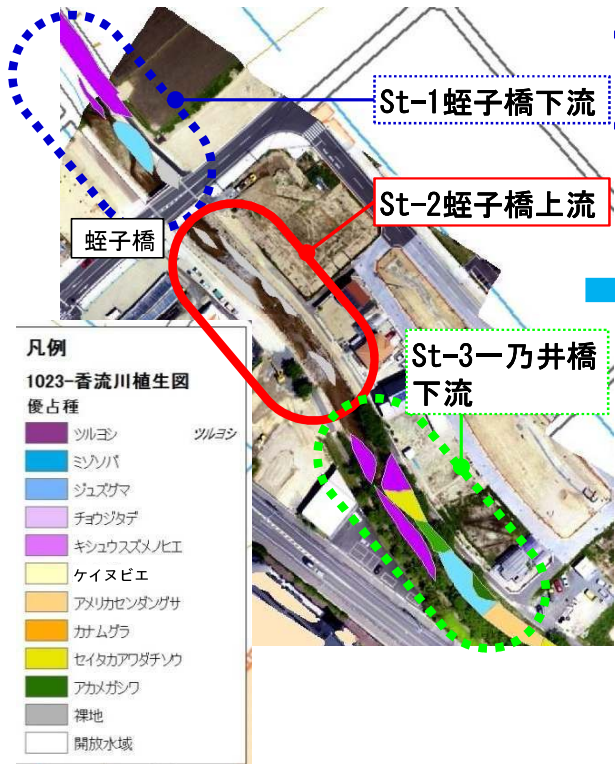 St-1蛭子橋下流
St-2蛭子橋上流
蛭子橋
St-3一乃井橋
下流
凡例
1023-香流川植生図
優占種
ツルヨシ ツルヨシ
ミゾソバ
ジュズダマ
チョウジタデ
キシュウスズメノヒエ
ケイヌビエ
アメリカセンダングサ
カナムグラ
セイタカアワダチソウ
アカメガシワ
裸地
開放水域